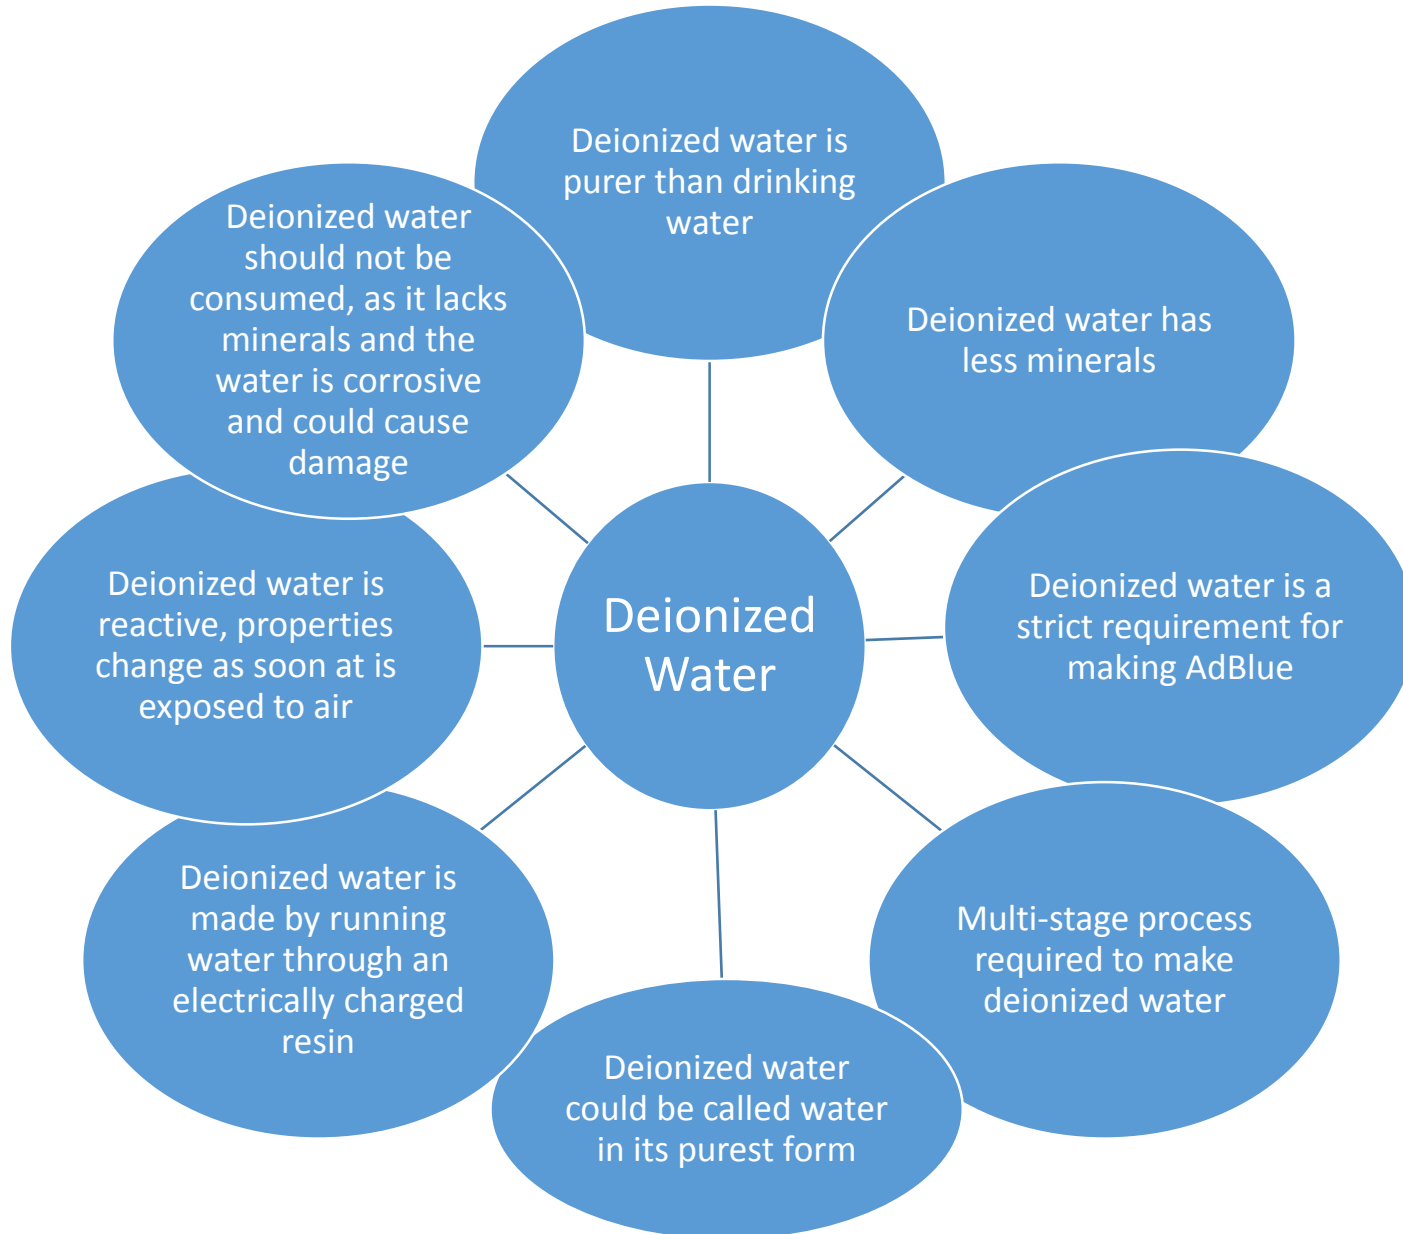 Deionized water is
purer than drinking
water
Deionized water has
less minerals
Deionized water is a
strict requirement for
making AdBlue
Multi-stage process
required to make
deionized water
Deionized water
could be called water
in its purest form
Deionized water is
made by running
water through an
electrically charged
resin
Deionized water is
reactive, properties
change as soon at is
exposed to air
Deionized water
should not be
consumed, as it lacks
minerals and the
water is corrosive
and could cause
damage
Deionized
Water